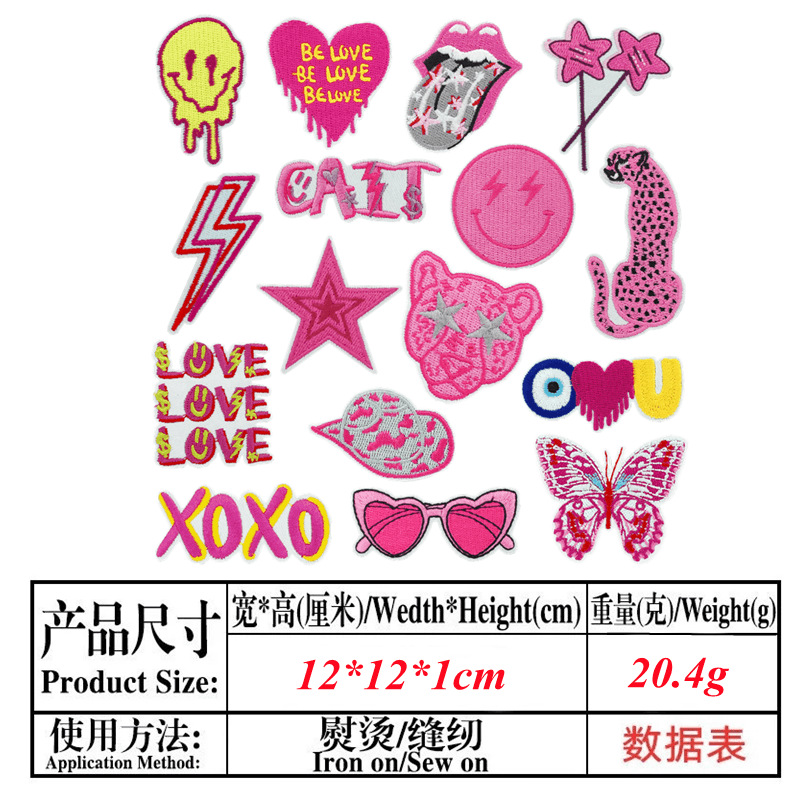 BE LOVE
BE LOVE
BELOVE
CAIT$
LOVE
$LOVE
$LOVE
U
XOXO
产品尺寸
Product Size:
宽*高(厘米)/Wedth*Height(cm)
重量(克)/Weight(g)
12*12*1cm
20.4g
使用方法:
Application Method:
熨烫/缝纫
Iron on/Sew on
数据表